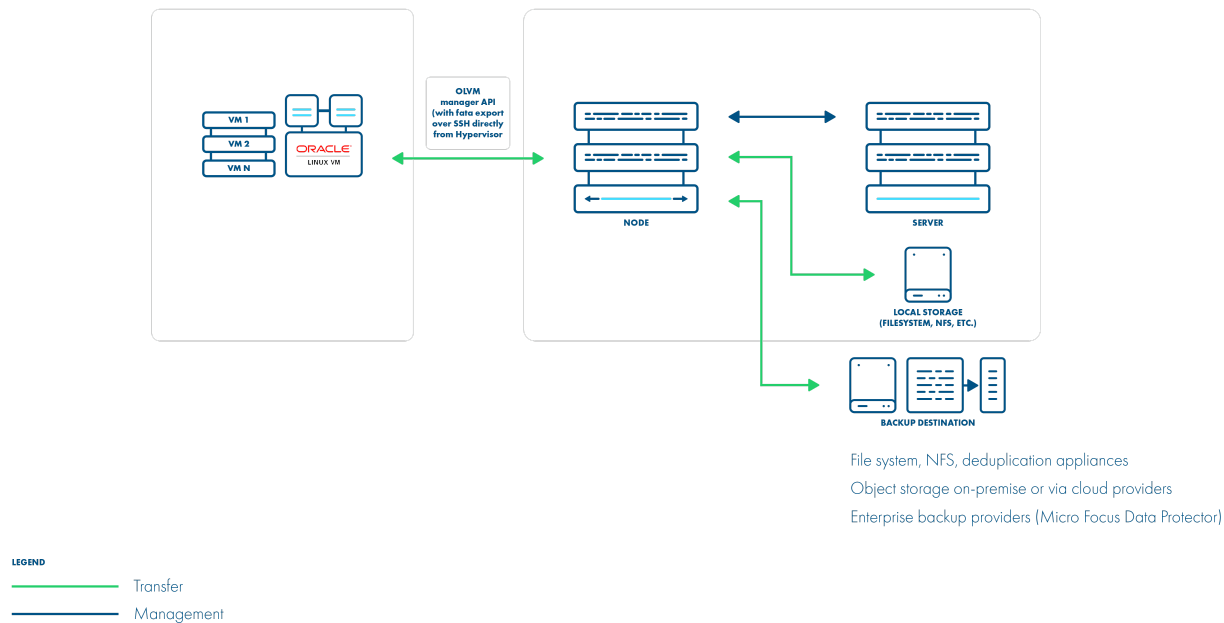 OLVM
manager API
(with fata export
over SSH directly
from Hypervisor
VM 1
VM 2
VM N
ORACLE
LINUX VM
NODE
SERVER
LOCAL STORAGE
(FILESYSTEM, NFS, ETC.)
BACKUP DESTINATION
File system, NFS, deduplication appliances
Object storage on-premise or via cloud providers
Enterprise backup providers (Micro Focus Data Protector)
LEGEND
Transfer
Management